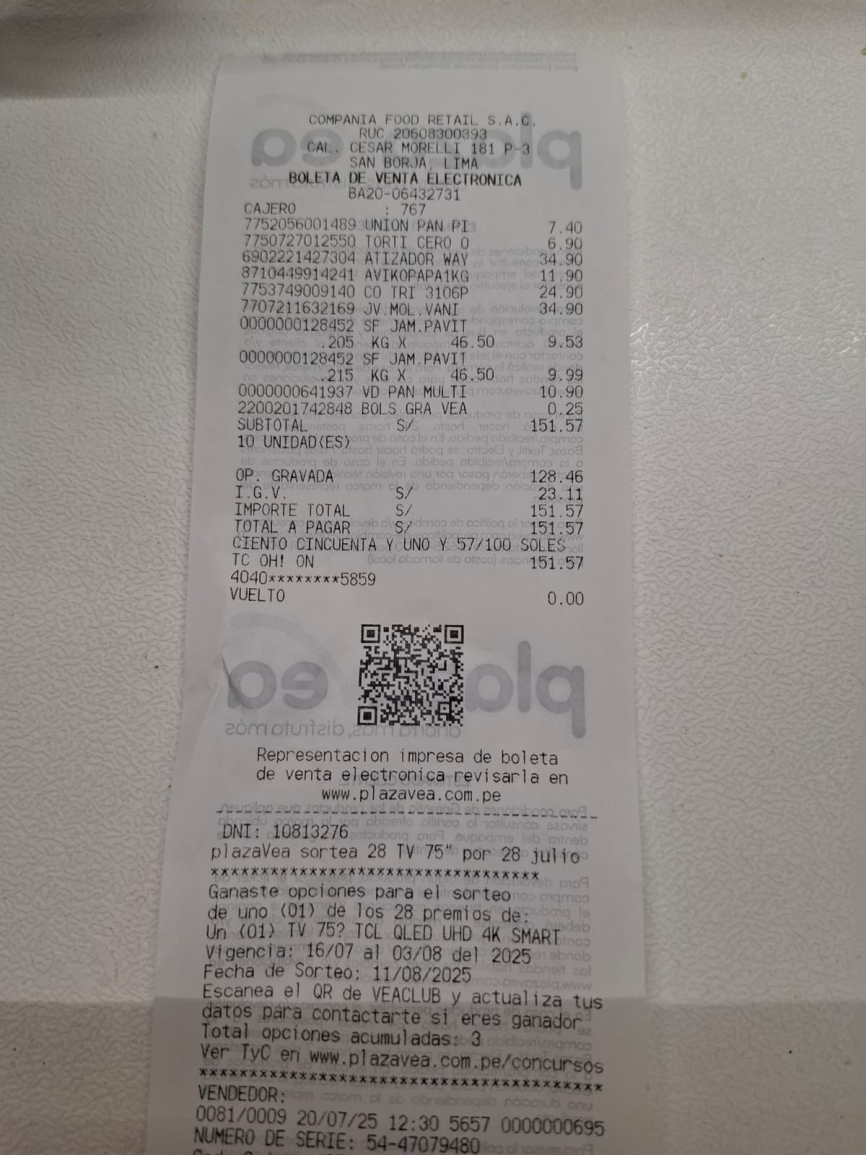 COMPANIA FOOD RETAIL S.A.C.
RUC 20608300393
CAL. CESAR MORELLI 181 P-3
SAN BORJA, LIMA
BOLETA DE VENTA ELECTRONICA
BA20-06432731
CAJERO : 767
7752056001489 UNION PAN PI 7.40
7750727012550 TORTI CERO O 6.90
6902221427304 ATIZADOR WAY 34.90
8710449914241 AVIKOPAPA1KG 11.90
7753749009140 CO TRI 3106P 24.90
7707211632169 JV.MOL.VANI 34.90
0000000128452 SF JAM.PAVIT
.205 KG X 46.50 9.53
0000000128452 SF JAM.PAVIT
.215 KG X 46.50 9.99
0000000641937 VD PAN MULTI 10.90
2200201742848 BOLS GRA VEA 0.25
SUBTOTAL S/ 151.57
10 UNIDAD(ES)
OP. GRAVADA 128.46
I.G.V. S/ 23.11
IMPORTE TOTAL S/ 151.57
TOTAL A PAGAR S/ 151.57
CIENTO CINCUENTA Y UNO Y 57/100 SOLES
TC OH! ON 151.57
4040********5859
VUELTO 0.00
Representacion impresa de boleta
de venta electronica revisarla en
www.plazavea.com.pe
DNI: 10813276
plazaVea sortea 28 TV 75" por 28 julio
**********************************
Ganaste opciones para el sorteo
de uno (01) de los 28 premios de:
Un (01) TV 75? TCL QLED UHD 4K SMART
Vigencia: 16/07 al 03/08 del 2025
Fecha de Sorteo: 11/08/2025
Escanea el QR de VEACLUB y actualiza tus
datos para contactarte si eres ganador
Total opciones acumuladas: 3
Ver TyC en www.plazavea.com.pe/concursos
****************************************
VENDEDOR:
0081/0009 20/07/25 12:30 5657 0000000695
NUMERO DE SERIE: 54-47079480